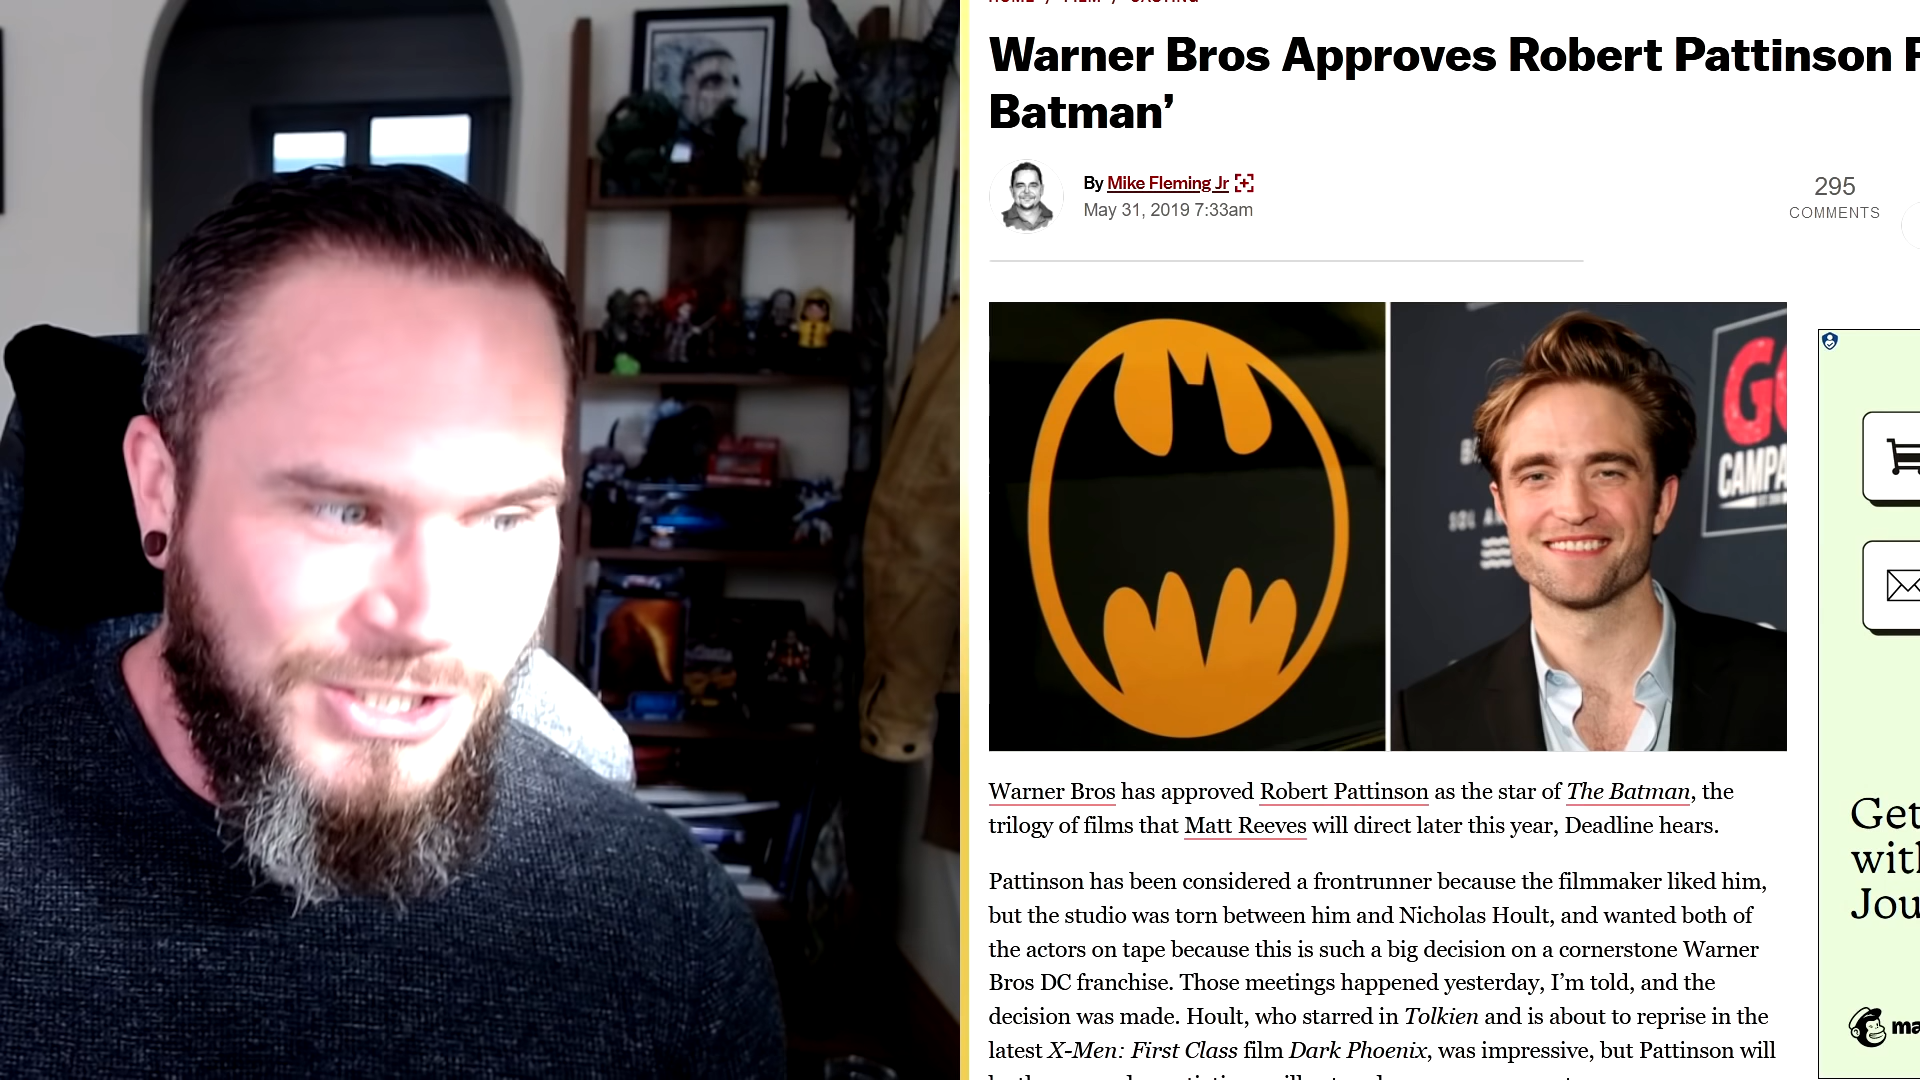 HOME / FILM / CASTING
Warner Bros Approves Robert Pattinson F
Batman’
By Mike Fleming Jr
May 31, 2019 7:33am
295
COMMENTS
GO
CAMPA
Warner Bros has approved Robert Pattinson as the star of The Batman, the
trilogy of films that Matt Reeves will direct later this year, Deadline hears.
Pattinson has been considered a frontrunner because the filmmaker liked him,
but the studio was torn between him and Nicholas Hoult, and wanted both of
the actors on tape because this is such a big decision on a cornerstone Warner
Bros DC franchise. Those meetings happened yesterday, I’m told, and the
decision was made. Hoult, who starred in Tolkien and is about to reprise in the
latest X-Men: First Class film Dark Phoenix, was impressive, but Pattinson will
Get
with
Jou
ma